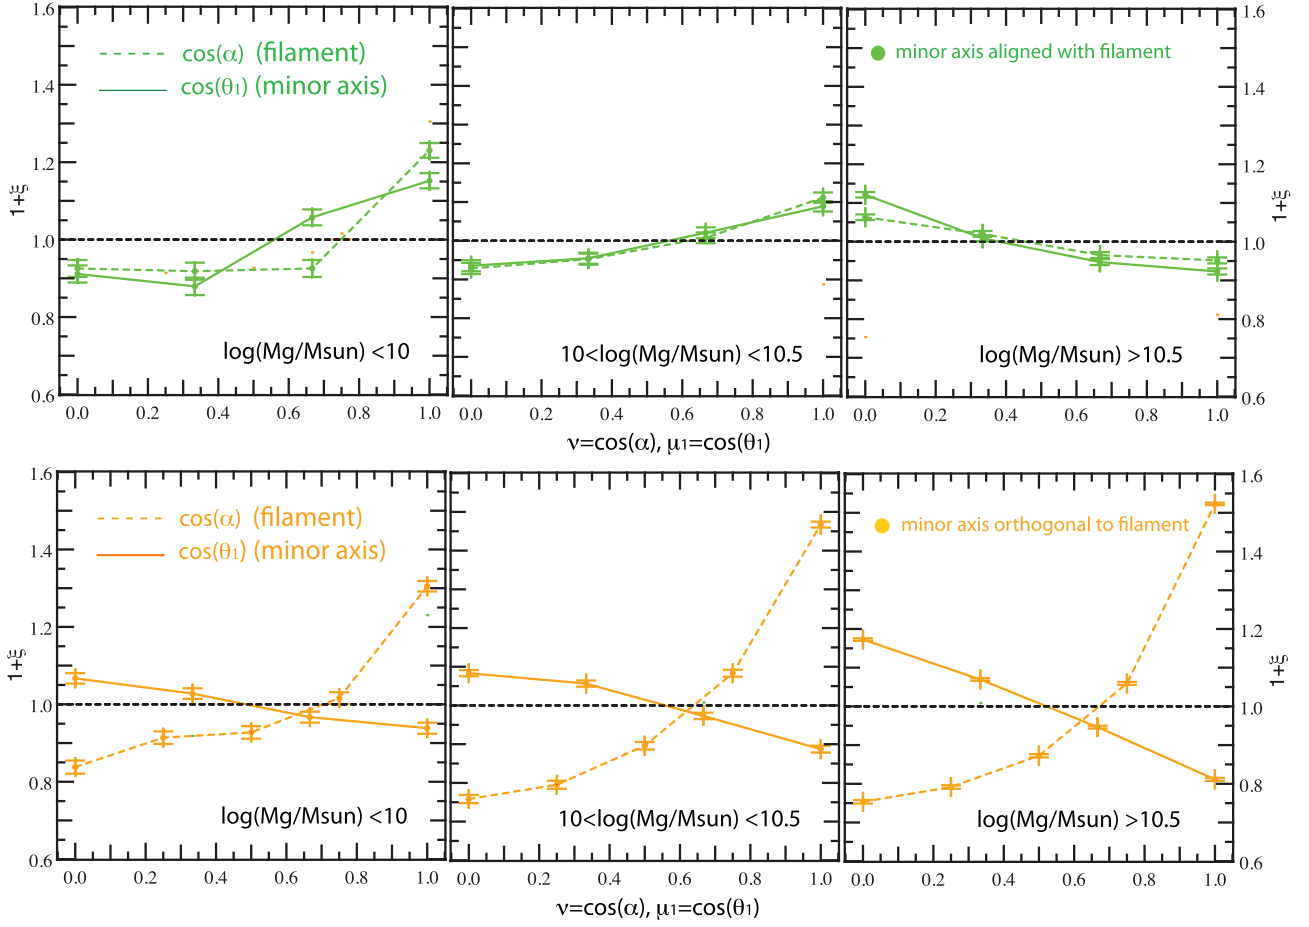 1.6
1.4
1.2
1.0
0.8
0.6
1+ξ
cos(α) (filament)
cos(θ1) (minor axis)
log(Mg/Msun) <10
0.0 0.2 0.4 0.6 0.8 1.0
10<log(Mg/Msun) <10.5
0.0 0.2 0.4 0.6 0.8 1.0
minor axis aligned with filament
log(Mg/Msun) >10.5
0.0 0.2 0.4 0.6 0.8 1.0
1.6
1.4
1.2
1.0
0.8
0.6
1+ξ
ν=cos(α), μ1=cos(θ1)
1.6
1.4
1.2
1.0
0.8
0.6
1+ξ
cos(α) (filament)
cos(θ1) (minor axis)
log(Mg/Msun) <10
0.0 0.2 0.4 0.6 0.8 1.0
10<log(Mg/Msun) <10.5
0.0 0.2 0.4 0.6 0.8 1.0
minor axis orthogonal to filament
log(Mg/Msun) >10.5
0.0 0.2 0.4 0.6 0.8 1.0
1.6
1.4
1.2
1.0
0.8
0.6
1+ξ
ν=cos(α), μ1=cos(θ1)